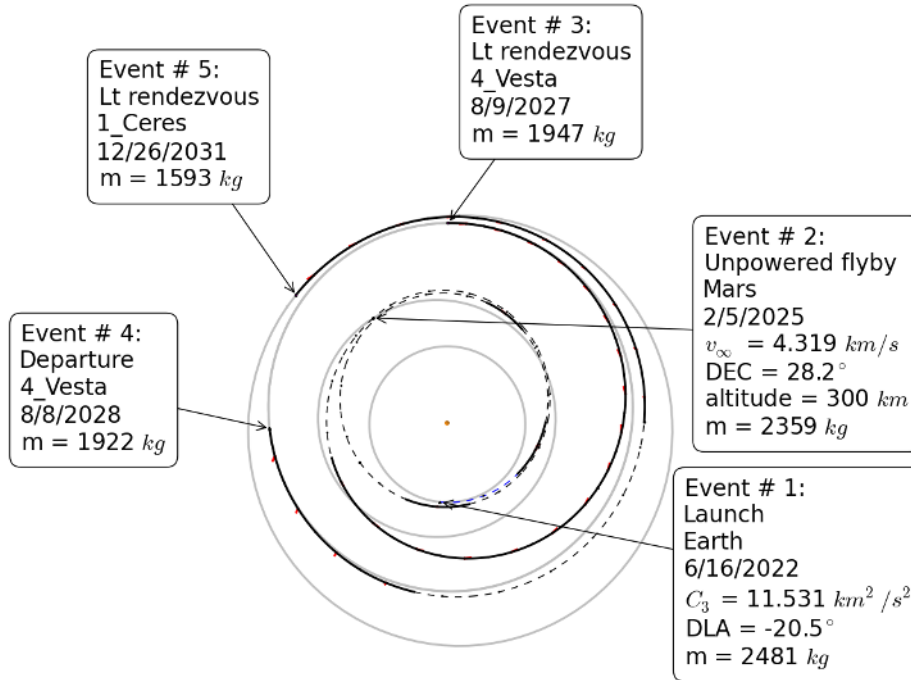 Event # 3:
Lt rendezvous
4_Vesta
8/9/2027
m = 1947 kg
Event # 5:
Lt rendezvous
1_Ceres
12/26/2031
m = 1593 kg
Event # 2:
Unpowered flyby
Mars
2/5/2025
v∞ = 4.319 km/s
DEC = 28.2°
altitude = 300 km
m = 2359 kg
Event # 4:
Departure
4_Vesta
8/8/2028
m = 1922 kg
Event # 1:
Launch
Earth
6/16/2022
C₃ = 11.531 km² /s²
DLA = -20.5°
m = 2481 kg